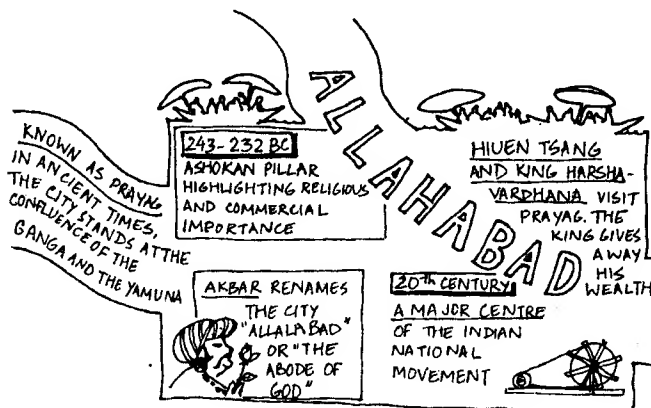 ALLAHABAD
KNOWN AS PRAYAG
IN ANCIENT TIMES,
THE CITY STANDS AT THE
CONFLUENCE OF THE
GANGA AND THE YAMUNA
243-232 BC
ASHOKAN PILLAR
HIGHLIGHTING RELIGIOUS
AND COMMERCIAL
IMPORTANCE
HIUEN TSANG
AND KING HARSHA-
VARDHANA VISIT
PRAYAG. THE
KING GIVES
AWAY
HIS
WEALTH
AKBAR RENAMES
THE CITY
"ALLALABAD"
OR "THE
ABODE OF
GOD"
20th CENTURY
A MAJOR CENTRE
OF THE INDIAN
NATIONAL
MOVEMENT